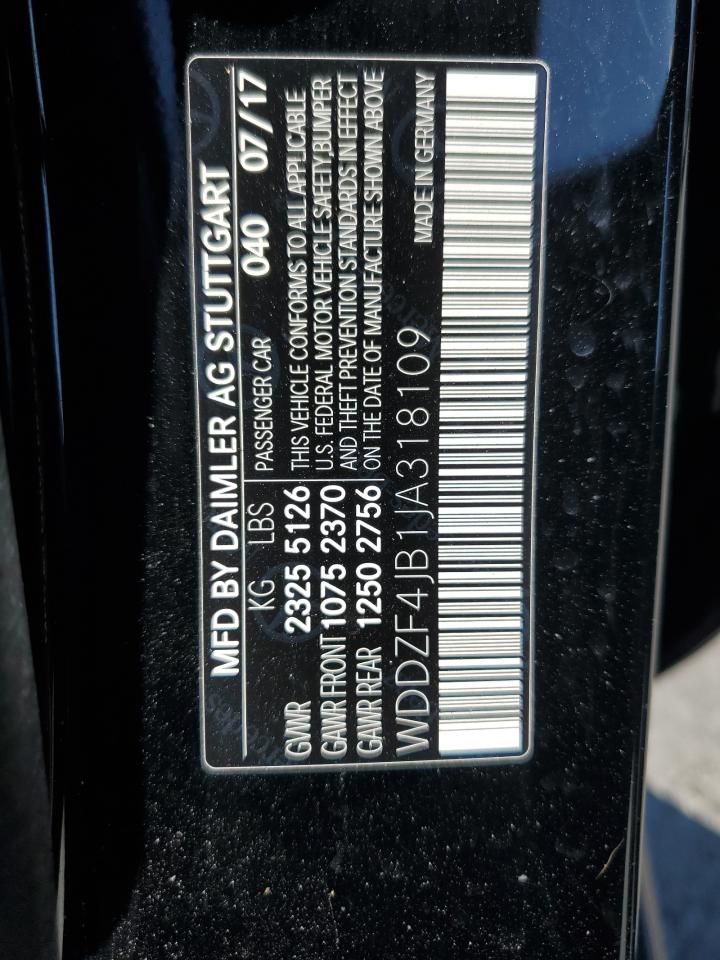 MFD BY DAIMLER AG STUTTGART
KG LBS 040 07/17
GVWR 2325 5126 PASSENGER CAR
GAWR FRONT 1075 2370
GAWR REAR 1250 2756
THIS VEHICLE CONFORMS TO ALL APPLICABLE
U.S. FEDERAL MOTOR VEHICLE SAFETY,BUMPER
AND THEFT PREVENTION STANDARDS IN EFFECT
ON THE DATE OF MANUFACTURE SHOWN ABOVE
WDDZF4JB1JA318109 MADE IN GERMANY